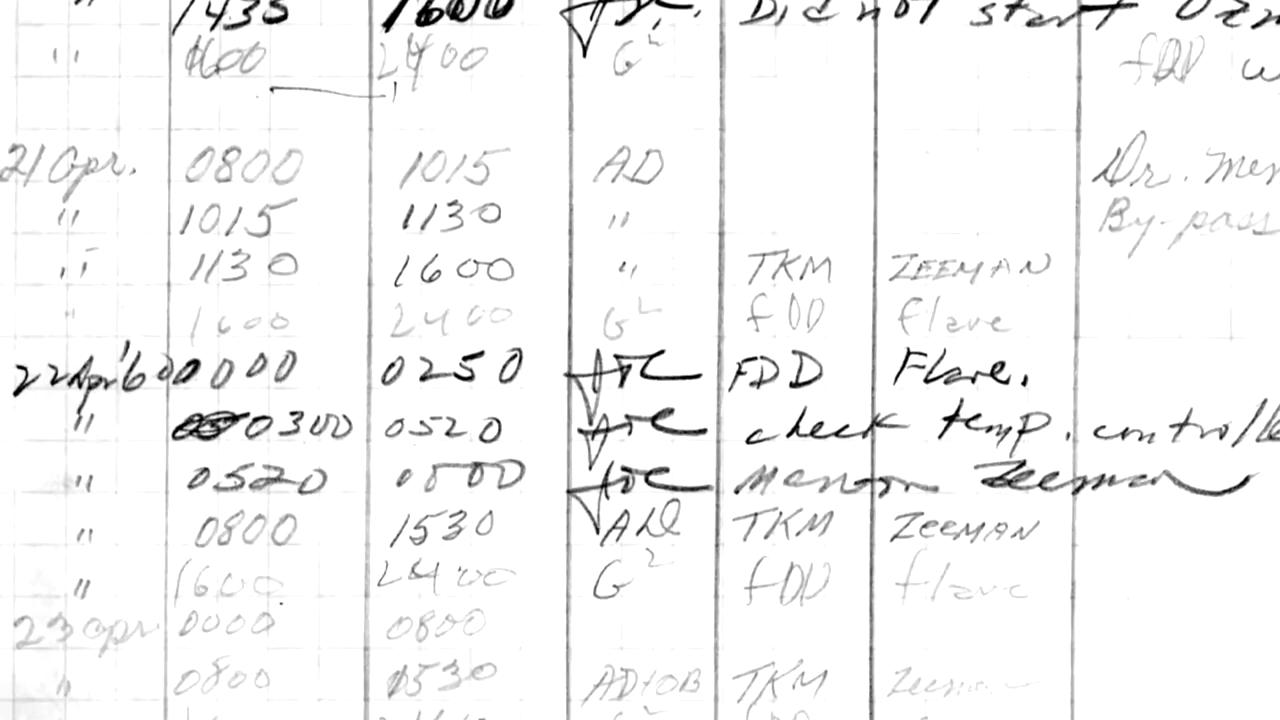 " 1435 1600 Did not start
" 1600 2400 G² fDD
21 Apr. 0800 1015 AD Dr.
" 1015 1130 " By-pass
" 1130 1600 " TKM ZEEMAN
" 1600 2400 G² fDD flare
22 Apr '60 0000 0250 FDD Flare.
" 0300 0520 check temp. control
" 0520 Zeeman
" 0800 1530 TKM ZEEMAN
" 1600 2400 G² fDD flare
23 Apr 0000 0800
" 0800 1530 AD+OB TKM Zeeman